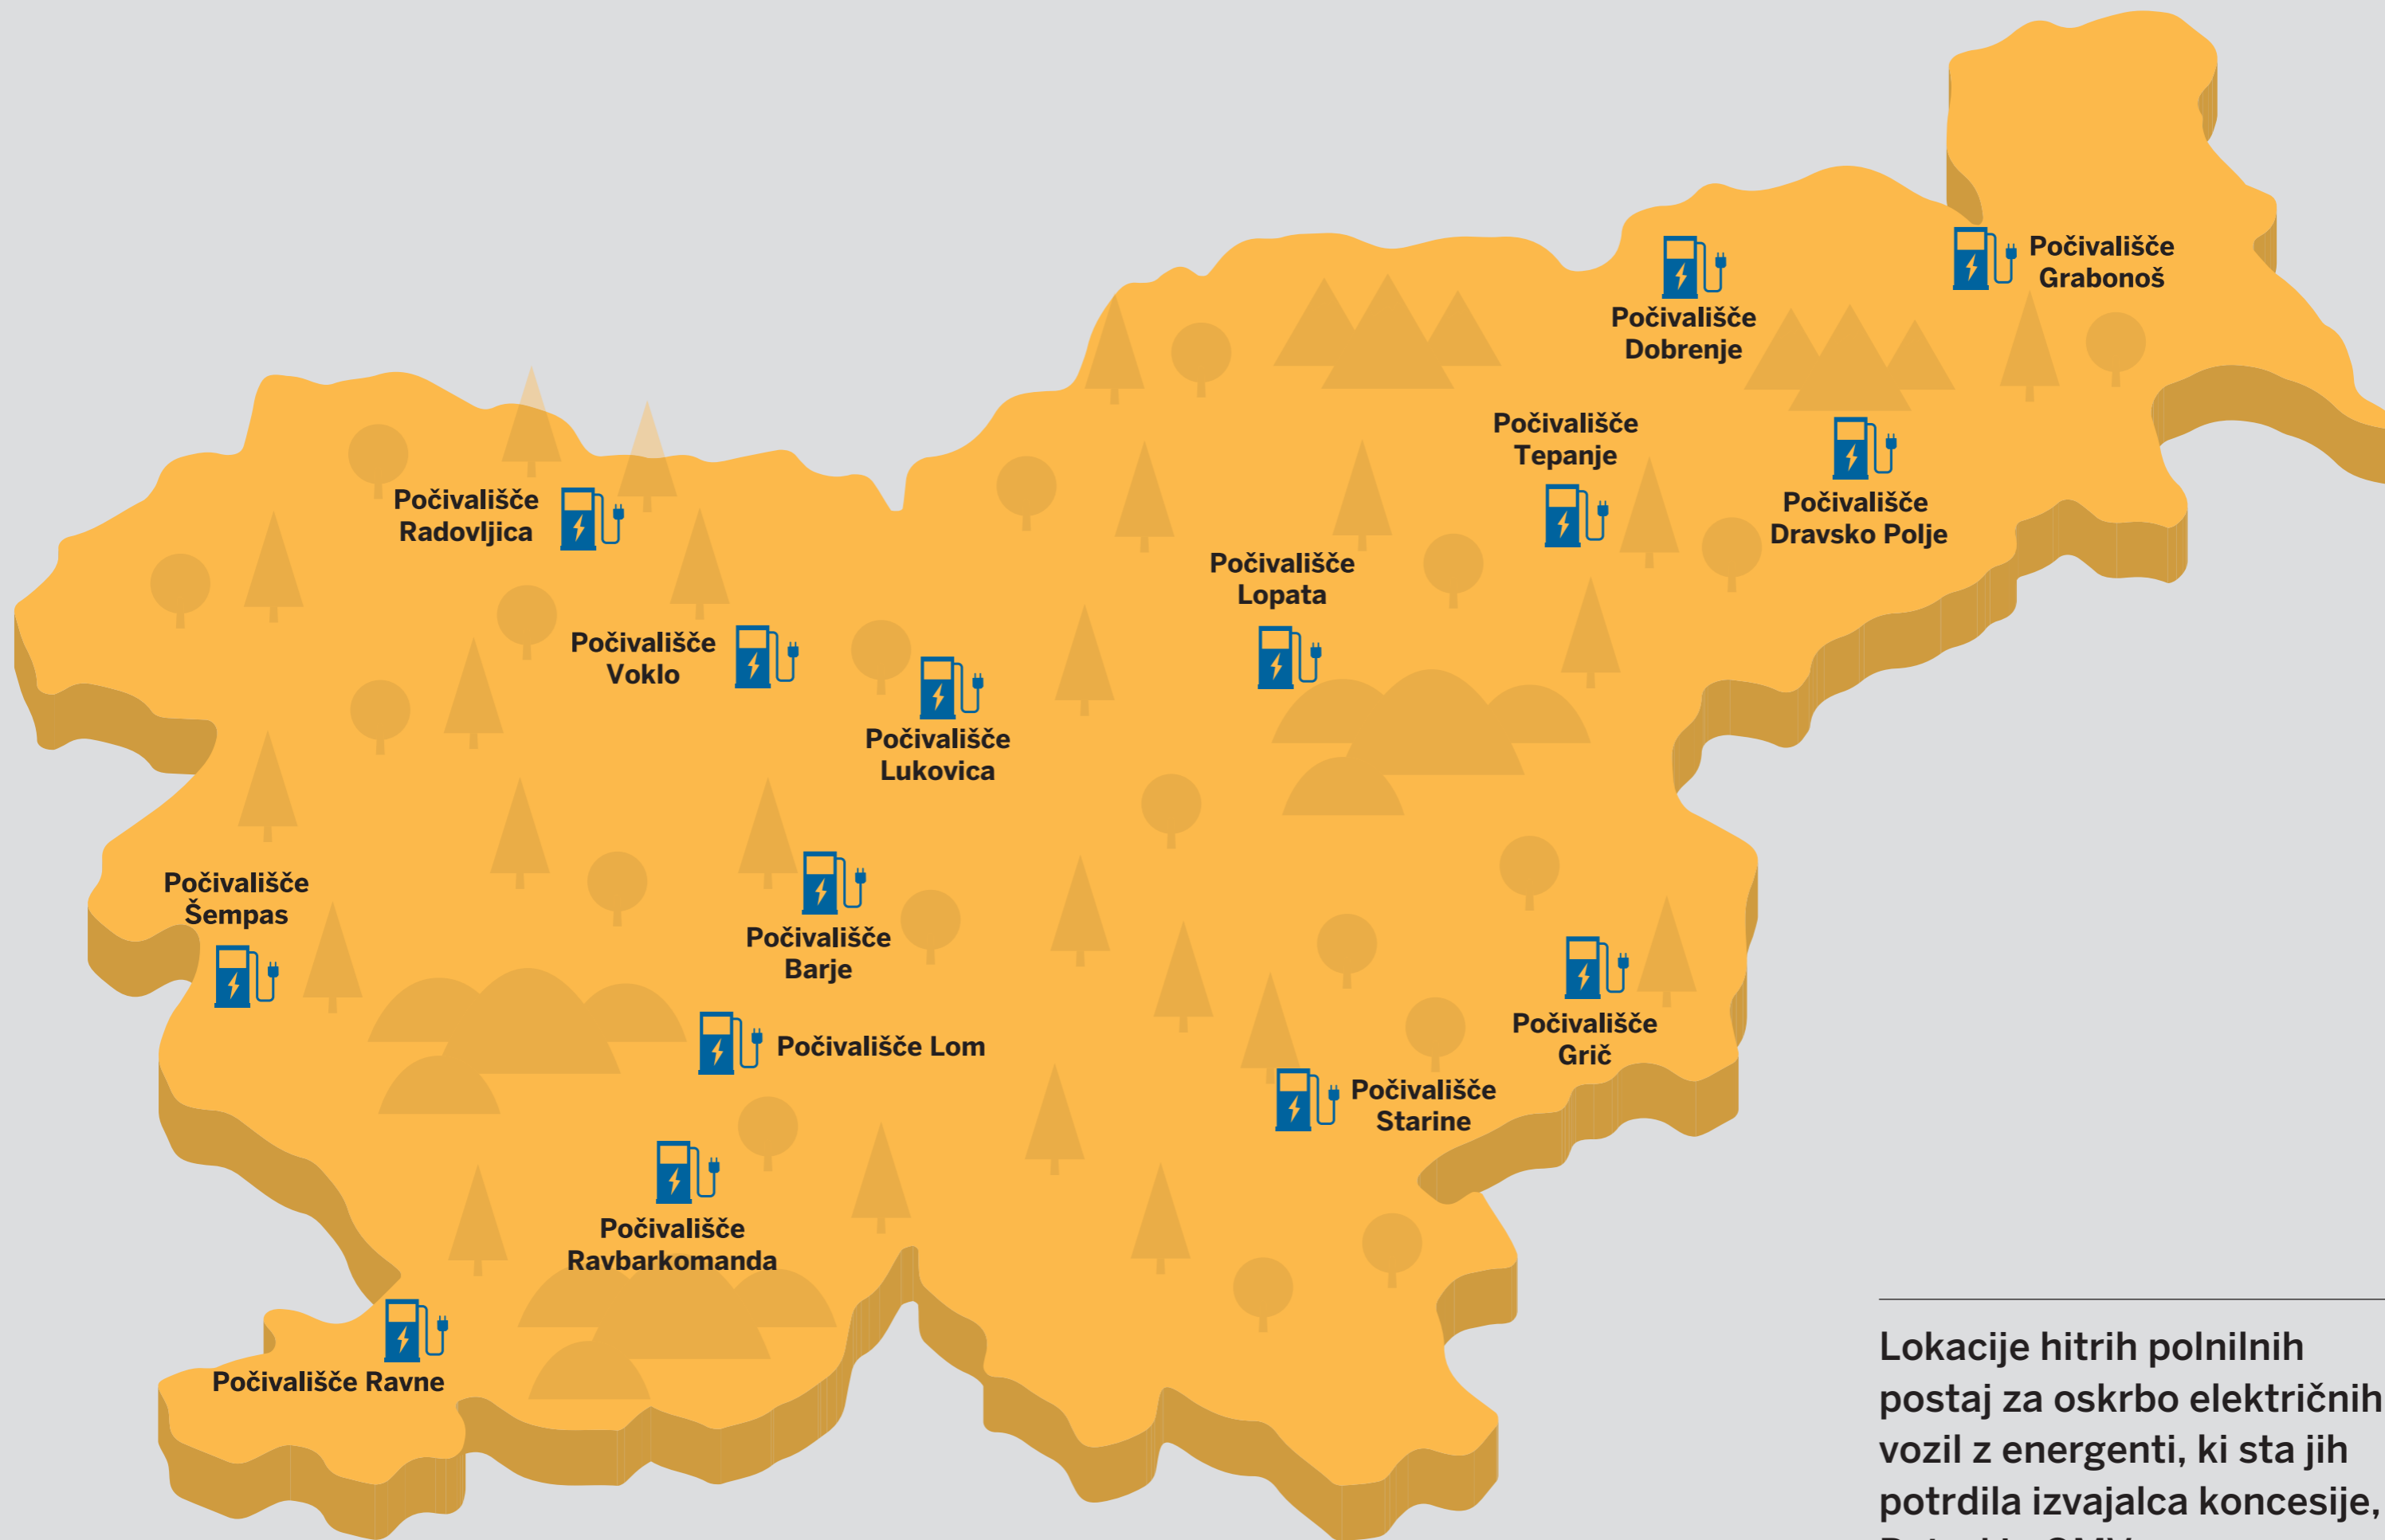 Počivališče
Grabonoš
Počivališče
Dobrenje
Počivališče
Tepanje
Počivališče
Dravsko Polje
Počivališče
Radovljica
Počivališče
Lopata
Počivališče
Voklo
Počivališče
Lukovica
Počivališče
Šempas
Počivališče
Barje
Počivališče
Grič
Počivališče Lom
Počivališče
Starine
Počivališče
Ravbarkomanda
Počivališče Ravne
Lokacije hitrih polnilnih
postaj za oskrbo električnih
vozil z energenti, ki sta jih
potrdila izvajalca koncesije,